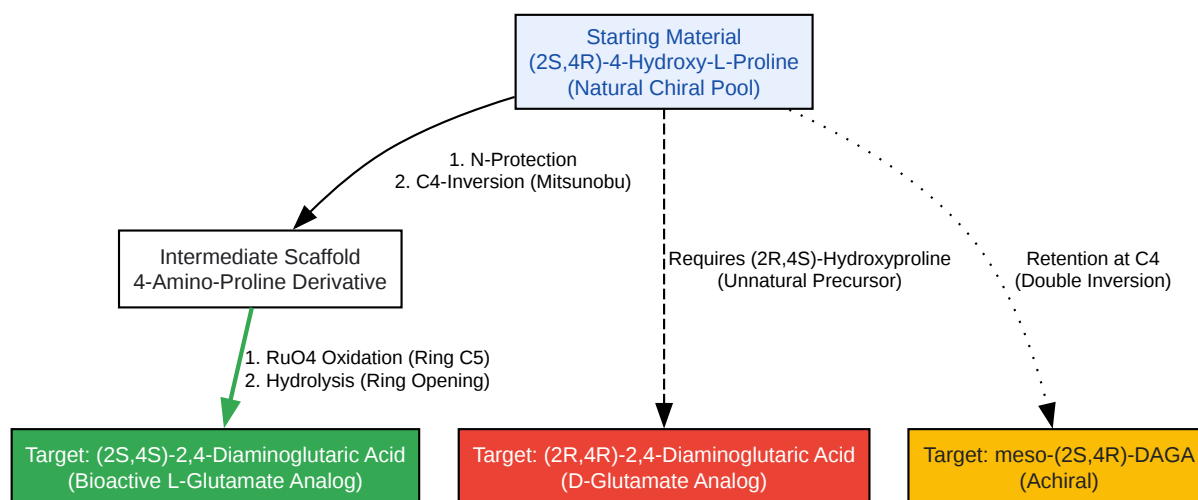 Starting Material
(2S,4R)-4-Hydroxy-L-Proline
(Natural Chiral Pool)
1. N-Protection
2. C4-Inversion (Mitsunobu)
Intermediate Scaffold
4-Amino-Proline Derivative
Requires (2R,4S)-Hydroxyproline
(Unnatural Precursor)
Retention at C4
(Double Inversion)
1. RuO4 Oxidation (Ring C5)
2. Hydrolysis (Ring Opening)
Target: (2S,4S)-2,4-Diaminoglutaric Acid
(Bioactive L-Glutamate Analog)
Target: (2R,4R)-2,4-Diaminoglutaric Acid
(D-Glutamate Analog)
Target: meso-(2S,4R)-DAGA
(Achiral)